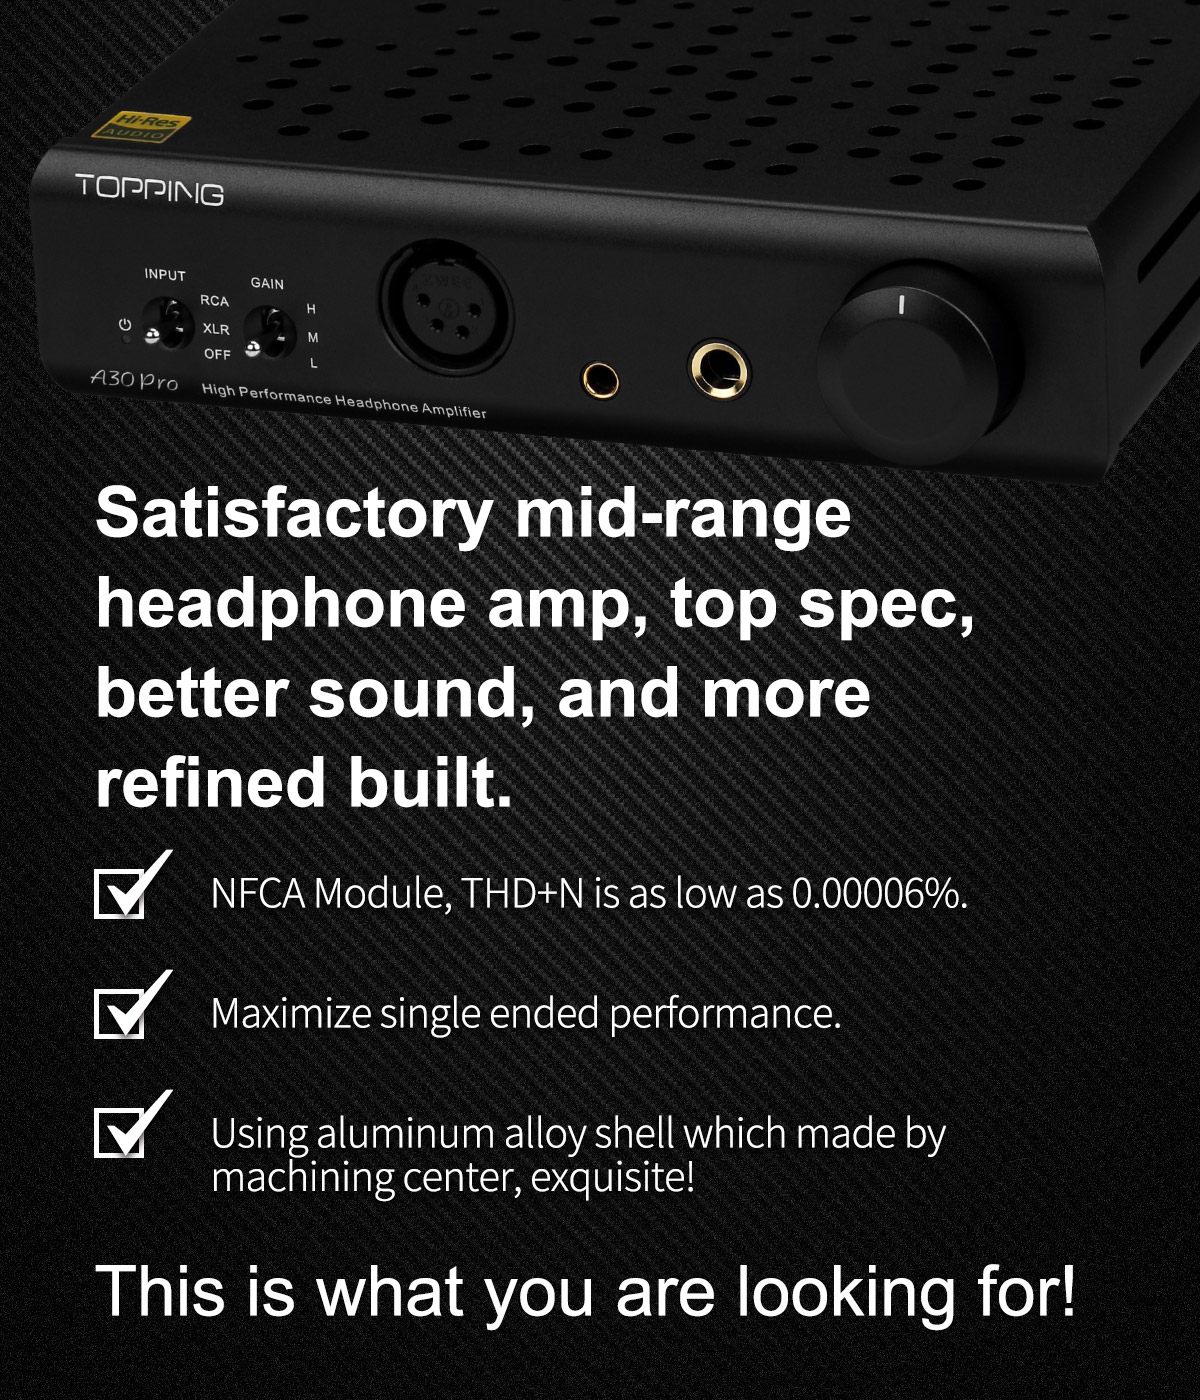 Hi-Res
AUDIO
TOPPING
INPUT
GAIN
RCA
H
XLR
M
OFF
L
A30 Pro
High Performance Headphone Amplifier
Satisfactory mid-range
headphone amp, top spec,
better sound, and more
refined built.
NFCA Module, THD+N is as low as 0.00006%.
Maximize single ended performance.
Using aluminum alloy shell which made by
machining center, exquisite!
This is what you are looking for!